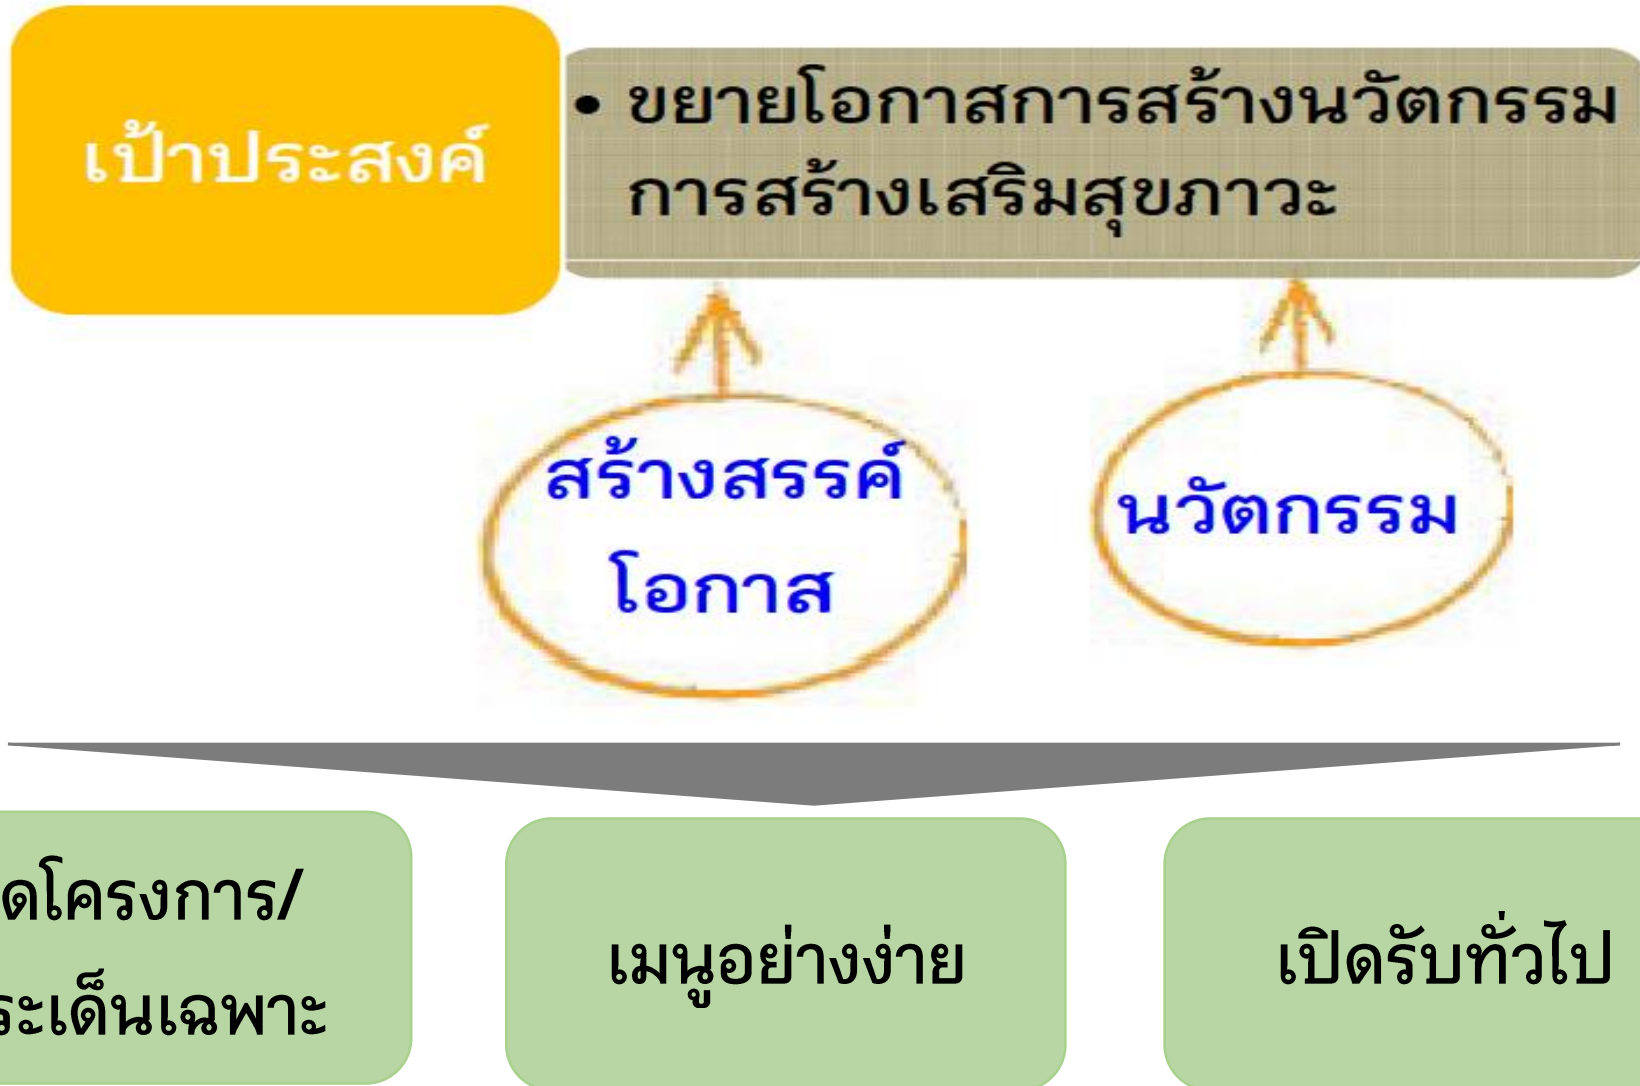 เป้าประสงค์
• ขยายโอกาสการสร้างนวัตกรรม
การสร้างเสริมสุขภาวะ
สร้างสรรค์
โอกาส
นวัตกรรม
ดโครงการ/
ระเด็นเฉพาะ
เมนูอย่างง่าย
เปิดรับทั่วไป